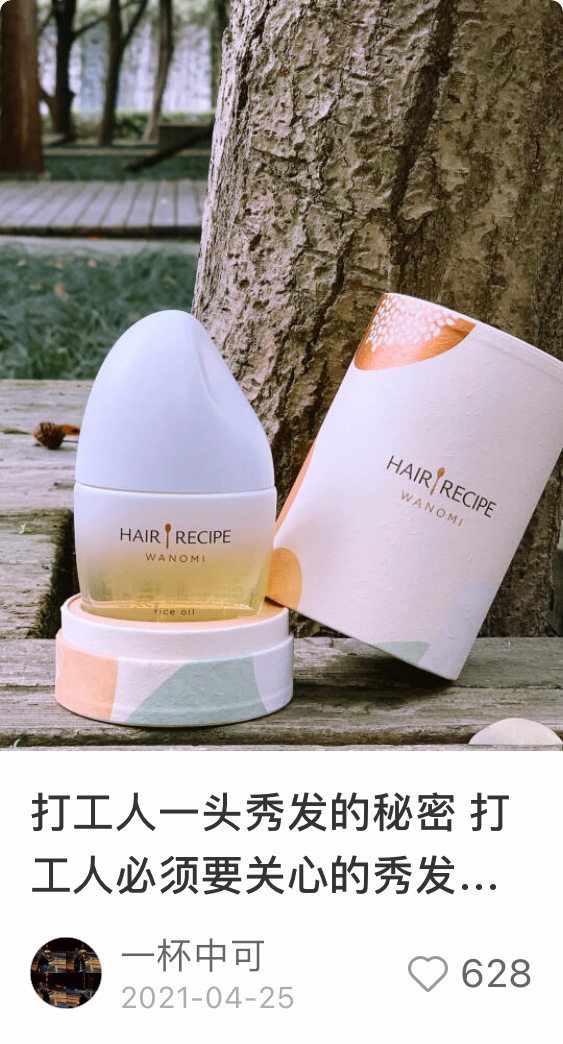 HAIR RECIPE
WANOMI
rice oil
HAIR RECIPE
WANOMI
打工人一头秀发的秘密 打
工人必须要关心的秀发...
一杯中可
2021-04-25
628